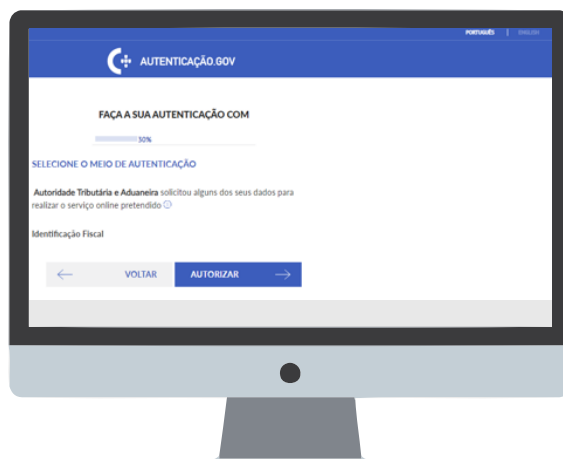 PORTUGUÊS | ENGLISH
AUTENTICAÇÃO.GOV
FAÇA A SUA AUTENTICAÇÃO COM
30%
SELECIONE O MEIO DE AUTENTICAÇÃO
Autoridade Tributária e Aduaneira solicitou alguns dos seus dados para
realizar o serviço online pretendido
Identificação Fiscal
VOLTAR AUTORIZAR